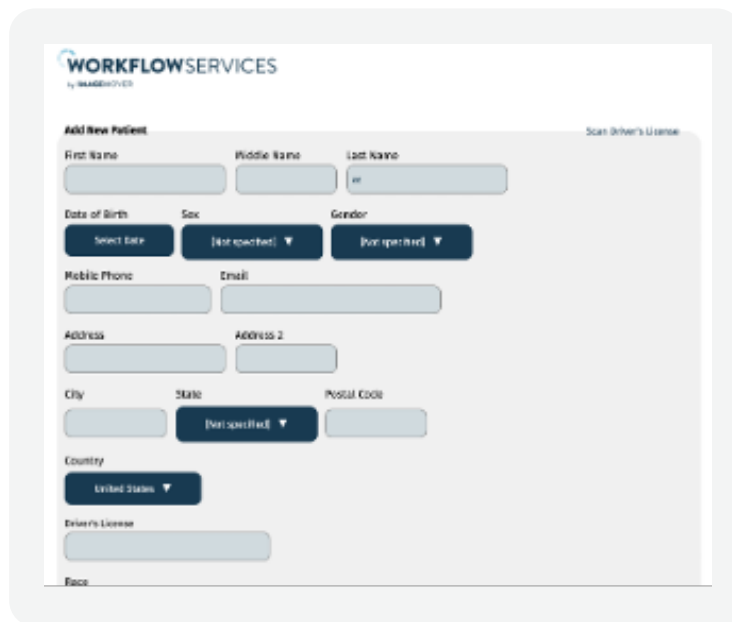 WORKFLOWSERVICES
by IMAGEMOVER
Add New Patient
Scan Driver's License
First Name Middle Name Last Name
Date of Birth Sex Gender
Select Date [Not specified] ▼ [Not specified] ▼
Mobile Phone Email
Address Address 2
City State Postal Code
[Not specified] ▼
Country
United States ▼
Driver's License
Race